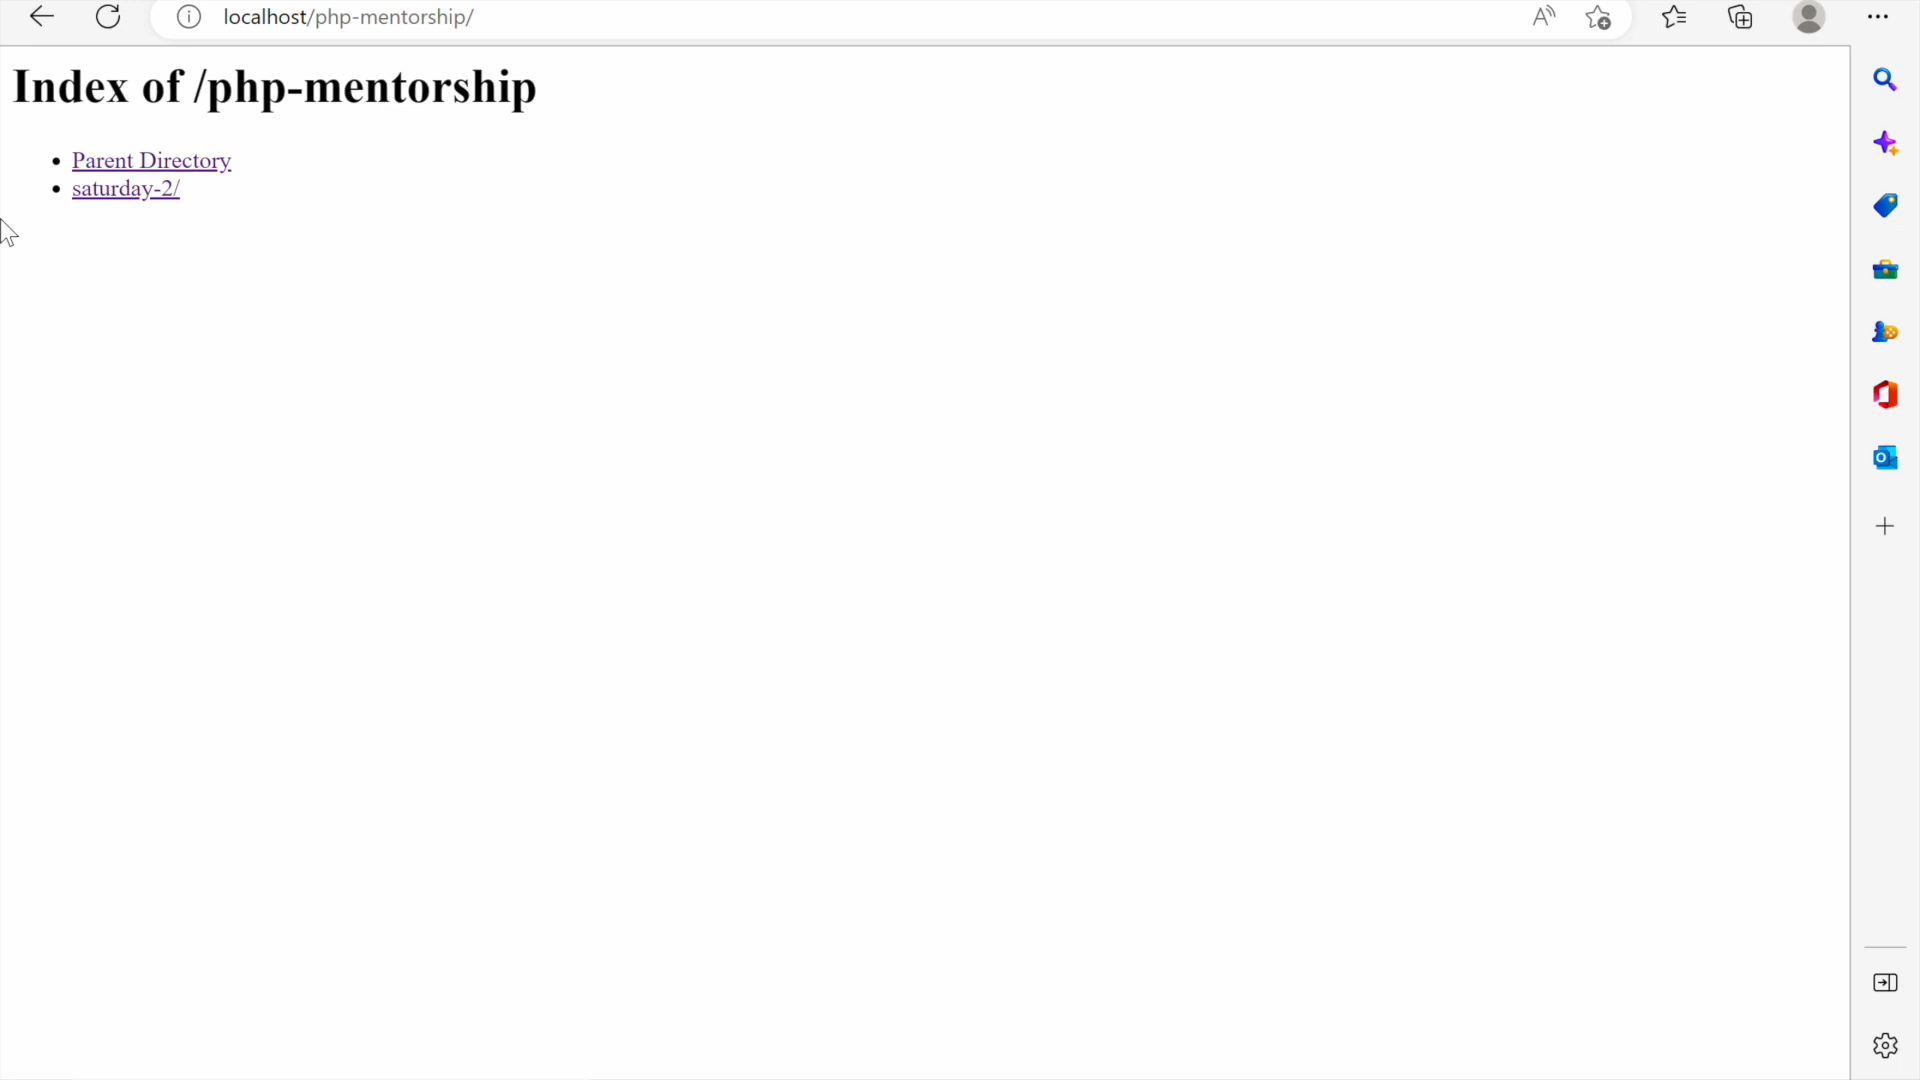 localhost/php-mentorship/
Index of /php-mentorship
Parent Directory
saturday-2/